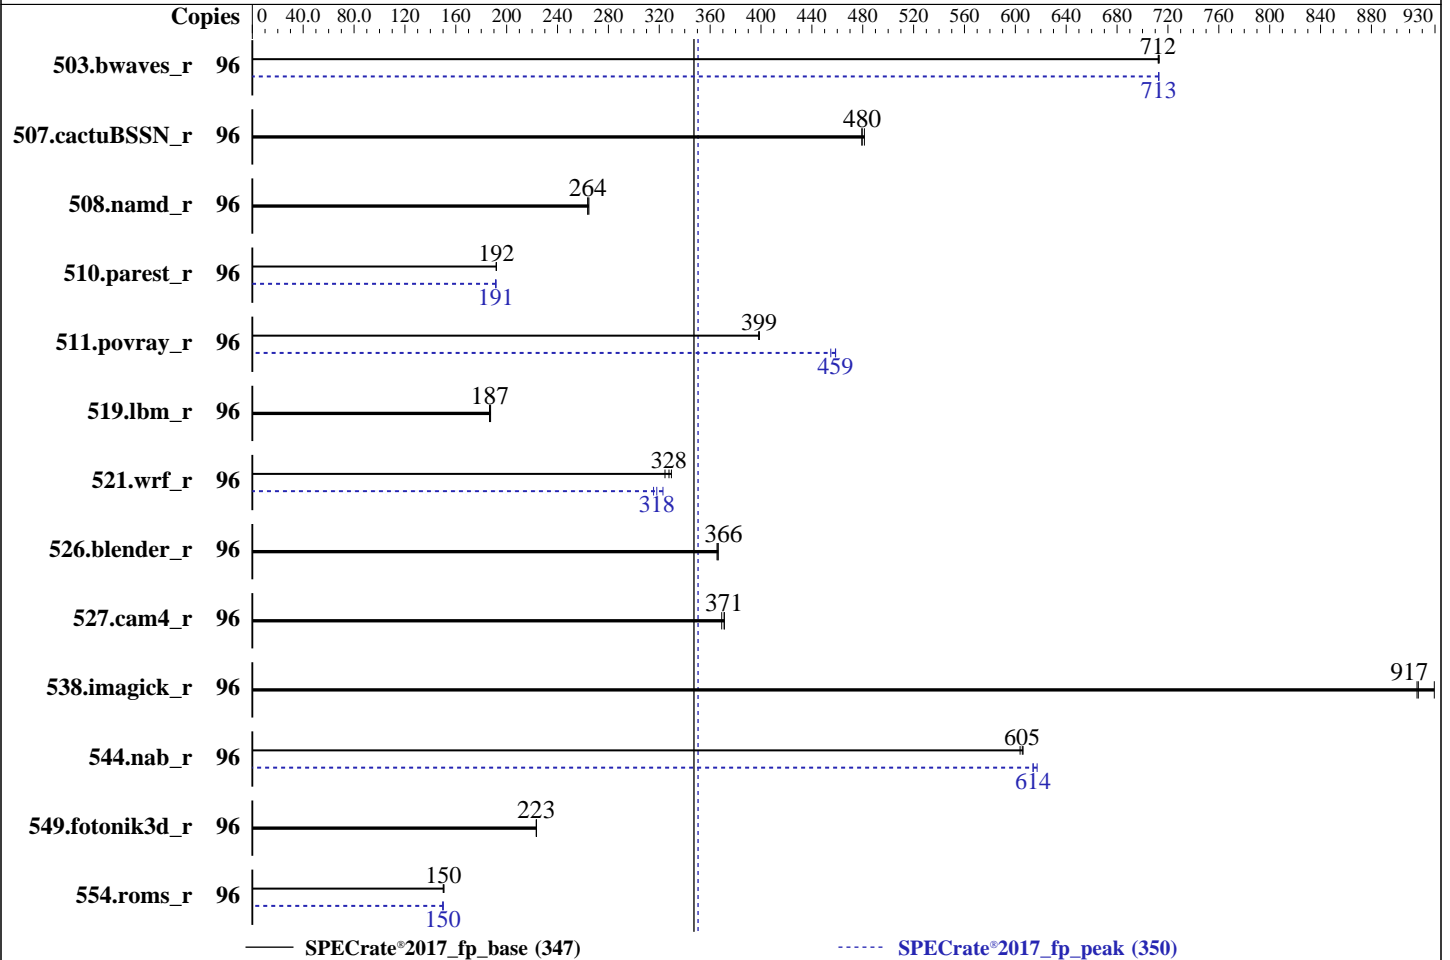 Copies 0 40.0 80.0 120 160 200 240 280 320 360 400 440 480 520 560 600 640 680 720 760 800 840 880 930
712
503.bwaves_r 96
713
480
507.cactuBSSN_r 96
264
508.namd_r 96
192
510.parest_r 96
191
399
511.povray_r 96
459
187
519.lbm_r 96
328
521.wrf_r 96
318
366
526.blender_r 96
371
527.cam4_r 96
917
538.imagick_r 96
605
544.nab_r 96
614
223
549.fotonik3d_r 96
150
554.roms_r 96
150
SPECrate®2017_fp_base (347) SPECrate®2017_fp_peak (350)